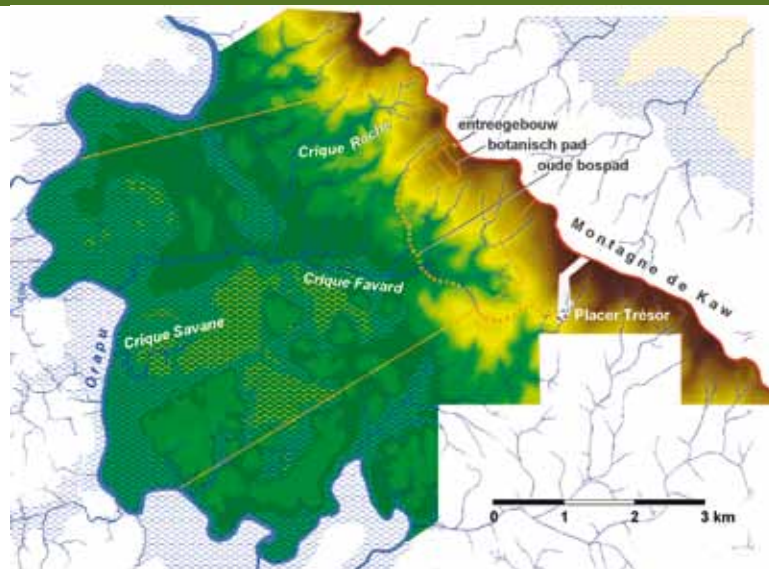 entreegebouw
botanisch pad
oude bospad
Crique Roche
Montagne de Kaw
Crique Favard
Placer Trésor
Crique Savane
Orapu
0 1 2 3 km